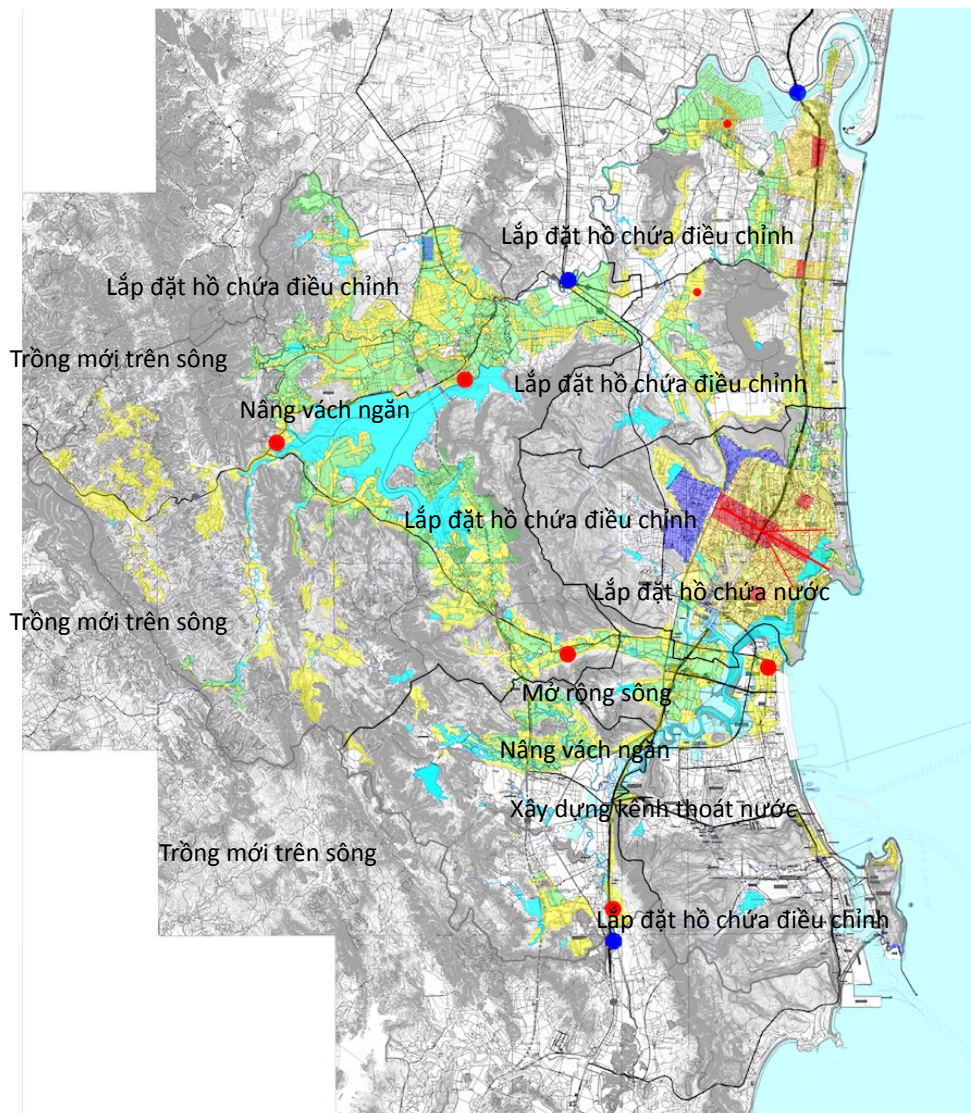 Lắp đặt hồ chứa điều chỉnh
Lắp đặt hồ chứa điều chỉnh
Trồng mới trên sông
Lắp đặt hồ chứa điều chỉnh
Nâng vách ngăn
Lắp đặt hồ chứa điều chỉnh
Lắp đặt hồ chứa nước
Trồng mới trên sông
Mở rộng sông
Nâng vách ngăn
Xây dựng kênh thoát nước
Trồng mới trên sông
Lắp đặt hồ chứa điều chỉnh